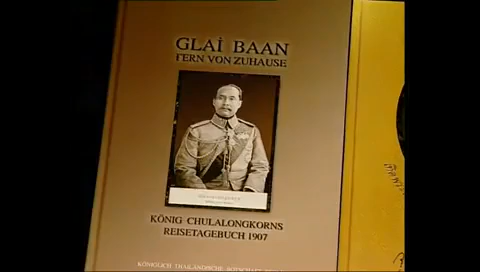 GLAI BAAN
FERN VON ZUHAUSE
KÖNIG CHULALONGKORNS
REISETAGEBUCH 1907
KÖNIGLICH THAILÄNDISCHE BOTSCHAFT